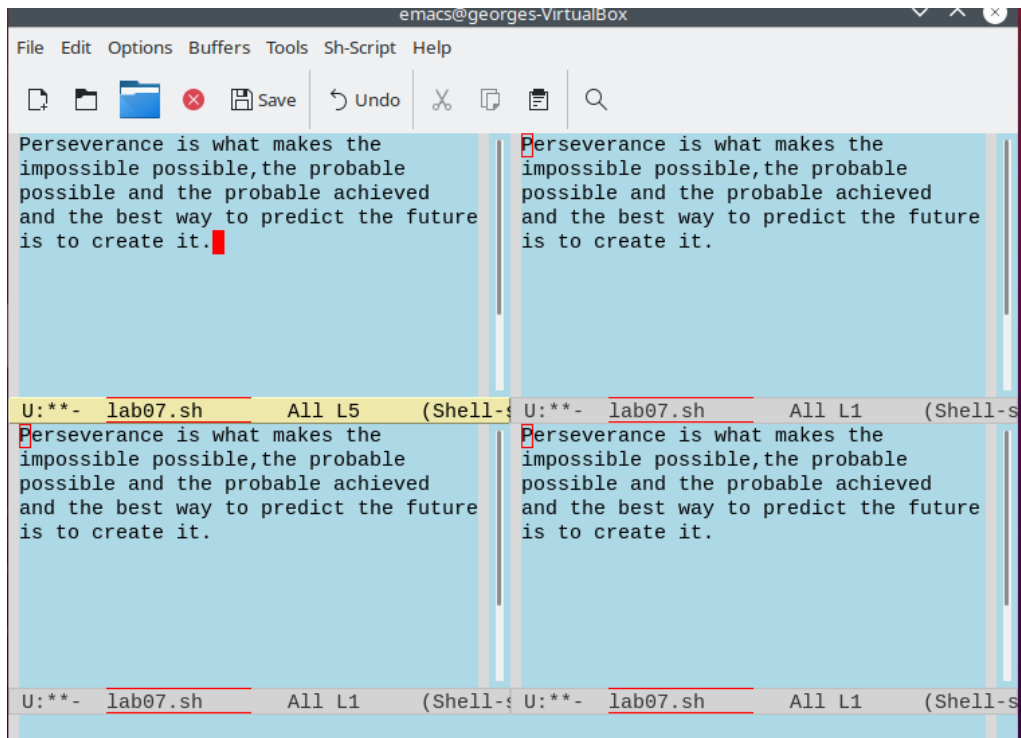 emacs@georges-VirtualBox
File Edit Options Buffers Tools Sh-Script Help
Save Undo
Perseverance is what makes the
impossible possible,the probable
possible and the probable achieved
and the best way to predict the future
is to create it.
U:**- lab07.sh All L5 (Shell-s
Perseverance is what makes the
impossible possible,the probable
possible and the probable achieved
and the best way to predict the future
is to create it.
U:**- lab07.sh All L1 (Shell-s
Perseverance is what makes the
impossible possible,the probable
possible and the probable achieved
and the best way to predict the future
is to create it.
U:**- lab07.sh All L1 (Shell-s
Perseverance is what makes the
impossible possible,the probable
possible and the probable achieved
and the best way to predict the future
is to create it.
U:**- lab07.sh All L1 (Shell-s